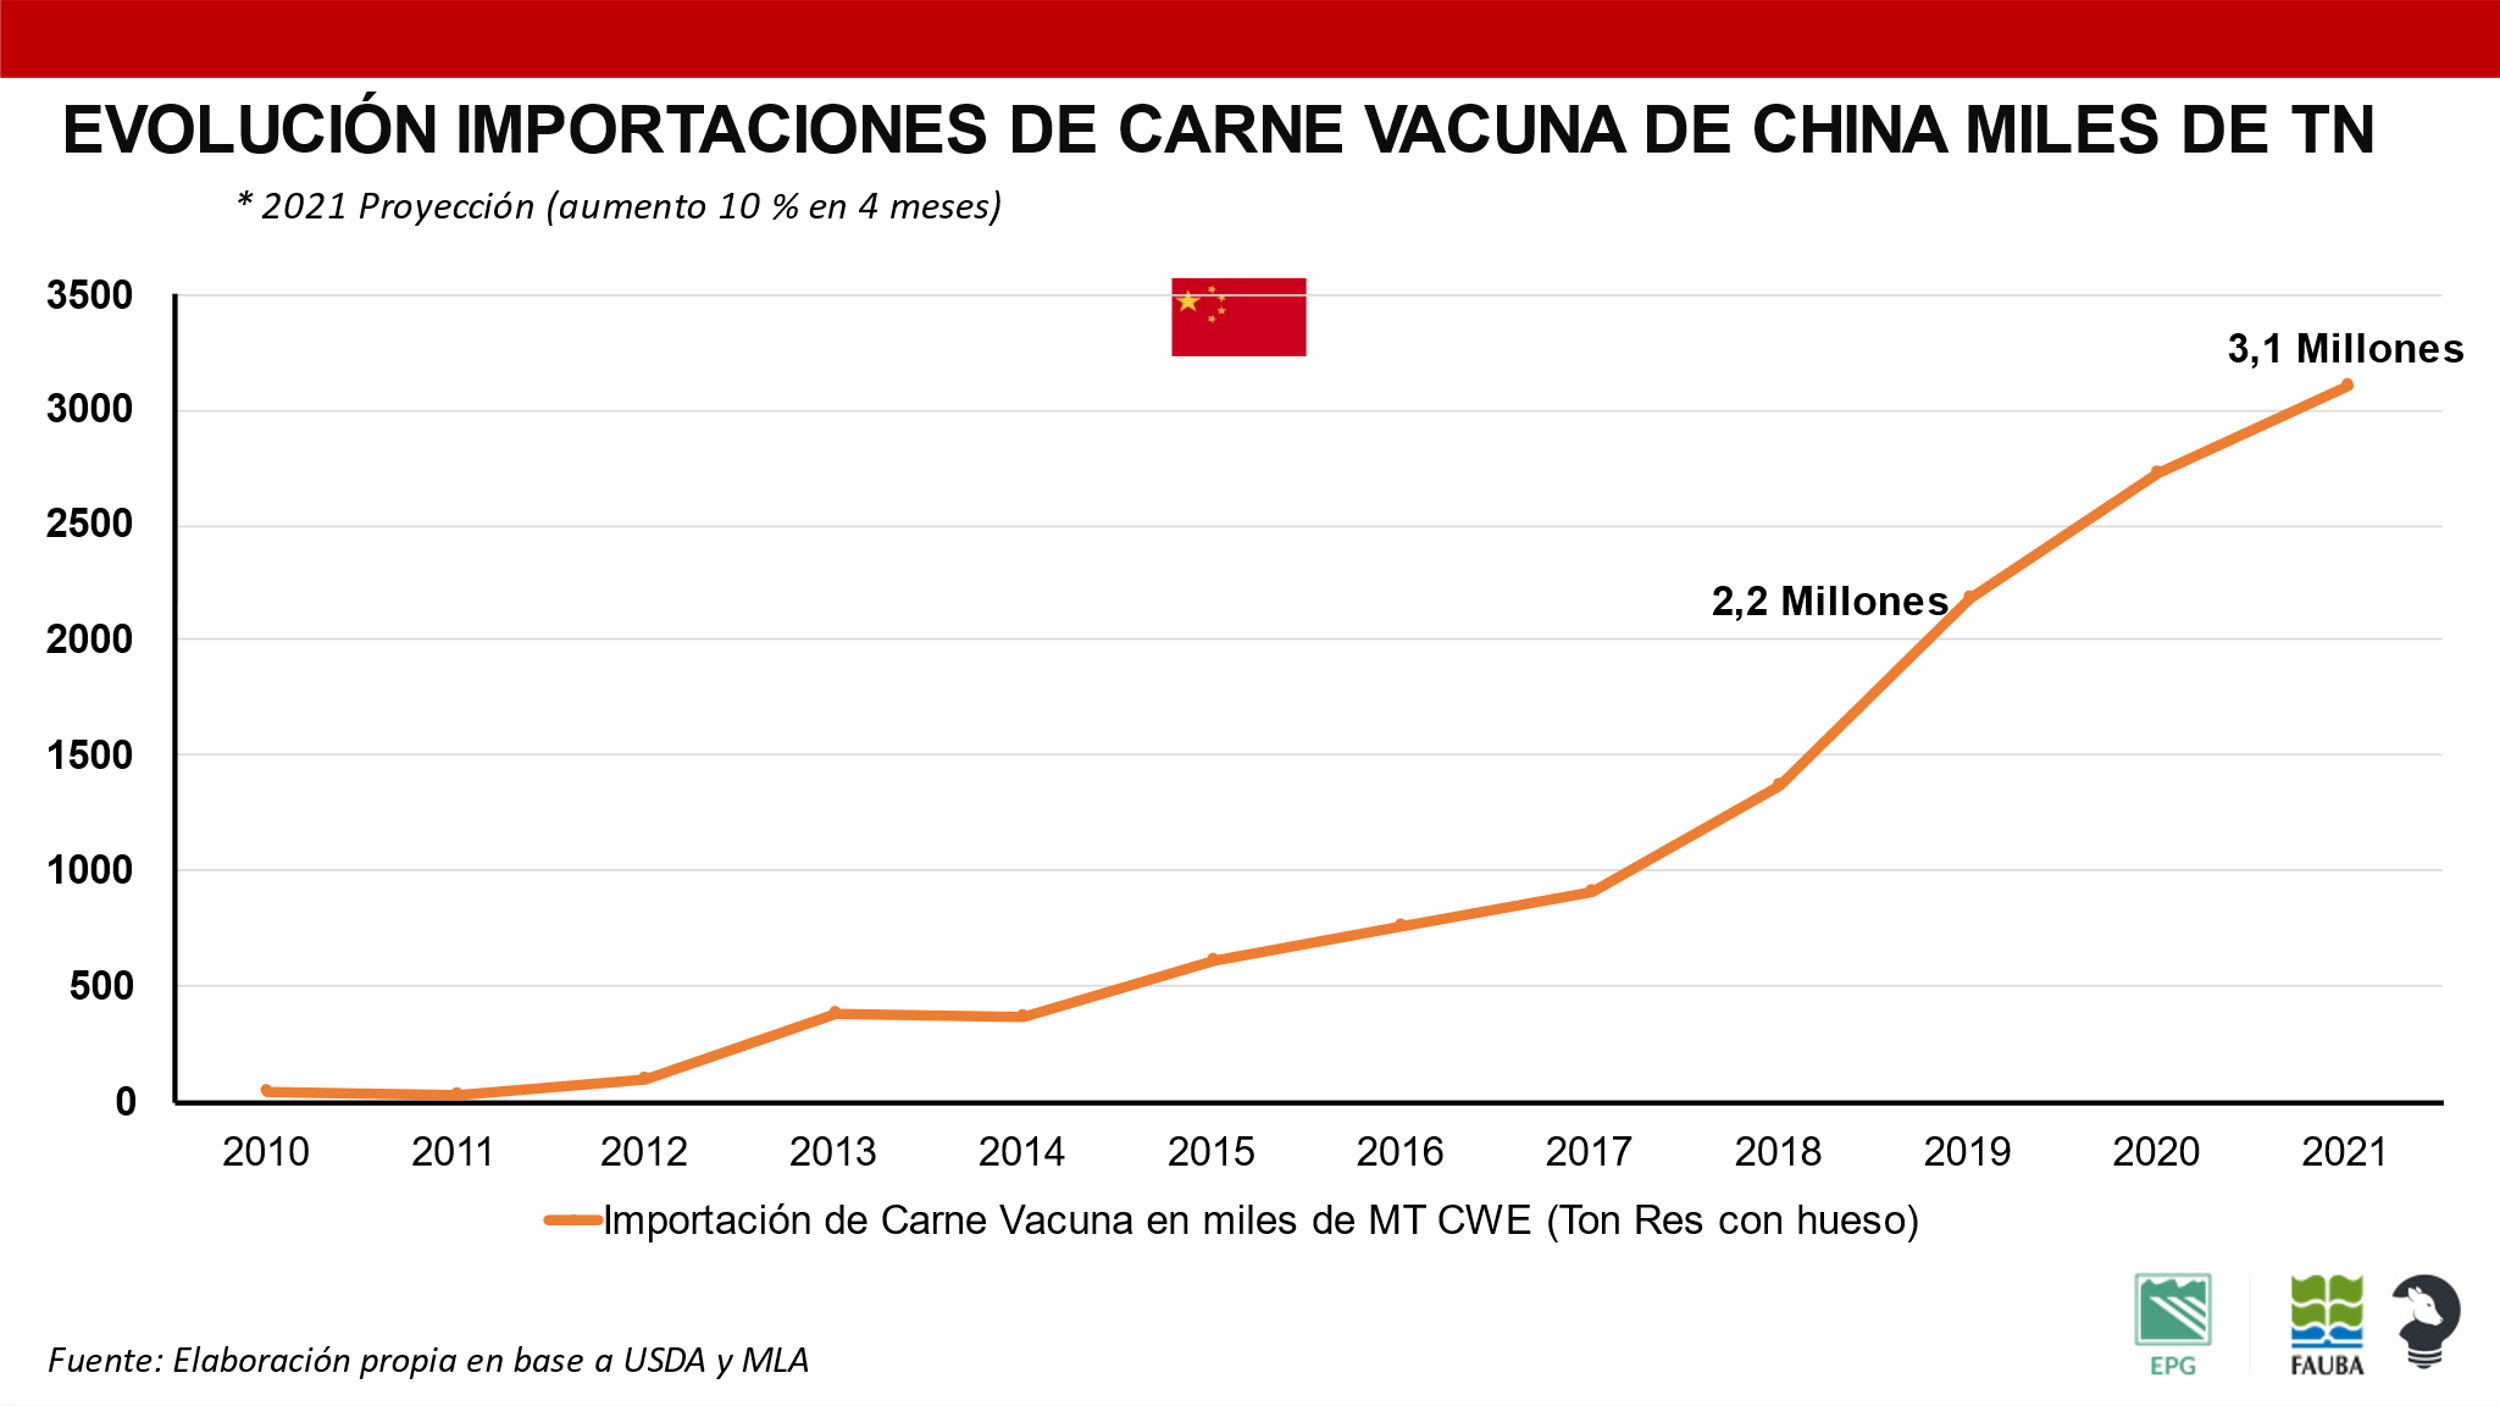 EVOLUCIÓN IMPORTACIONES DE CARNE VACUNA DE CHINA MILES DE TN
* 2021 Proyección (aumento 10 % en 4 meses)
3500
3,1 Millones
3000
2500
2,2 Millones
2000
1500
1000
500
0
2010 2011 2012 2013 2014 2015 2016 2017 2018 2019 2020 2021
Importación de Carne Vacuna en miles de MT CWE (Ton Res con hueso)
Fuente: Elaboración propia en base a USDA y MLA
EPG
FAUBA